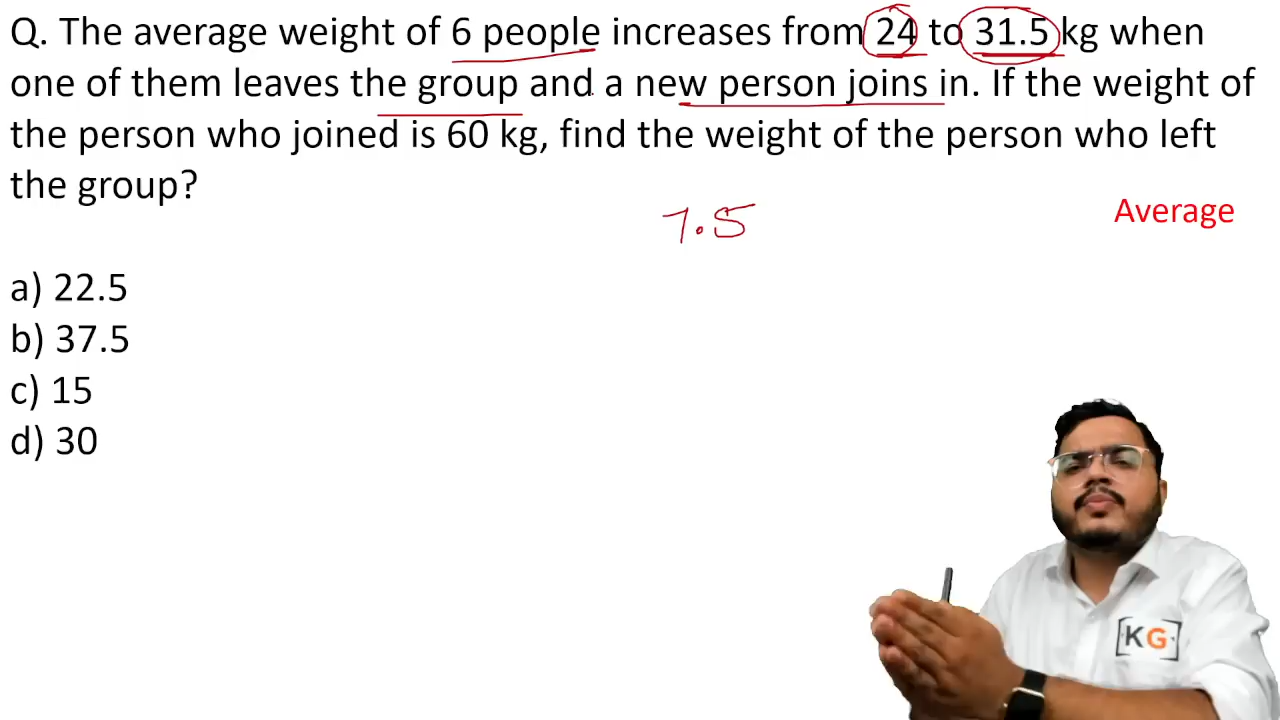 Q. The average weight of 6 people increases from 24 to 31.5 kg when
one of them leaves the group and a new person joins in. If the weight of
the person who joined is 60 kg, find the weight of the person who left
the group?
7.5
Average
a) 22.5
b) 37.5
c) 15
d) 30
[KG]